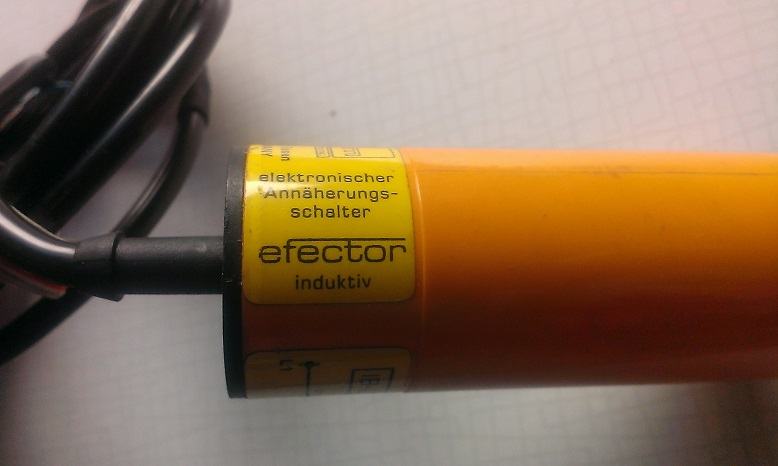 elektronischer
Annäherungs-
schalter
efector
induktiv